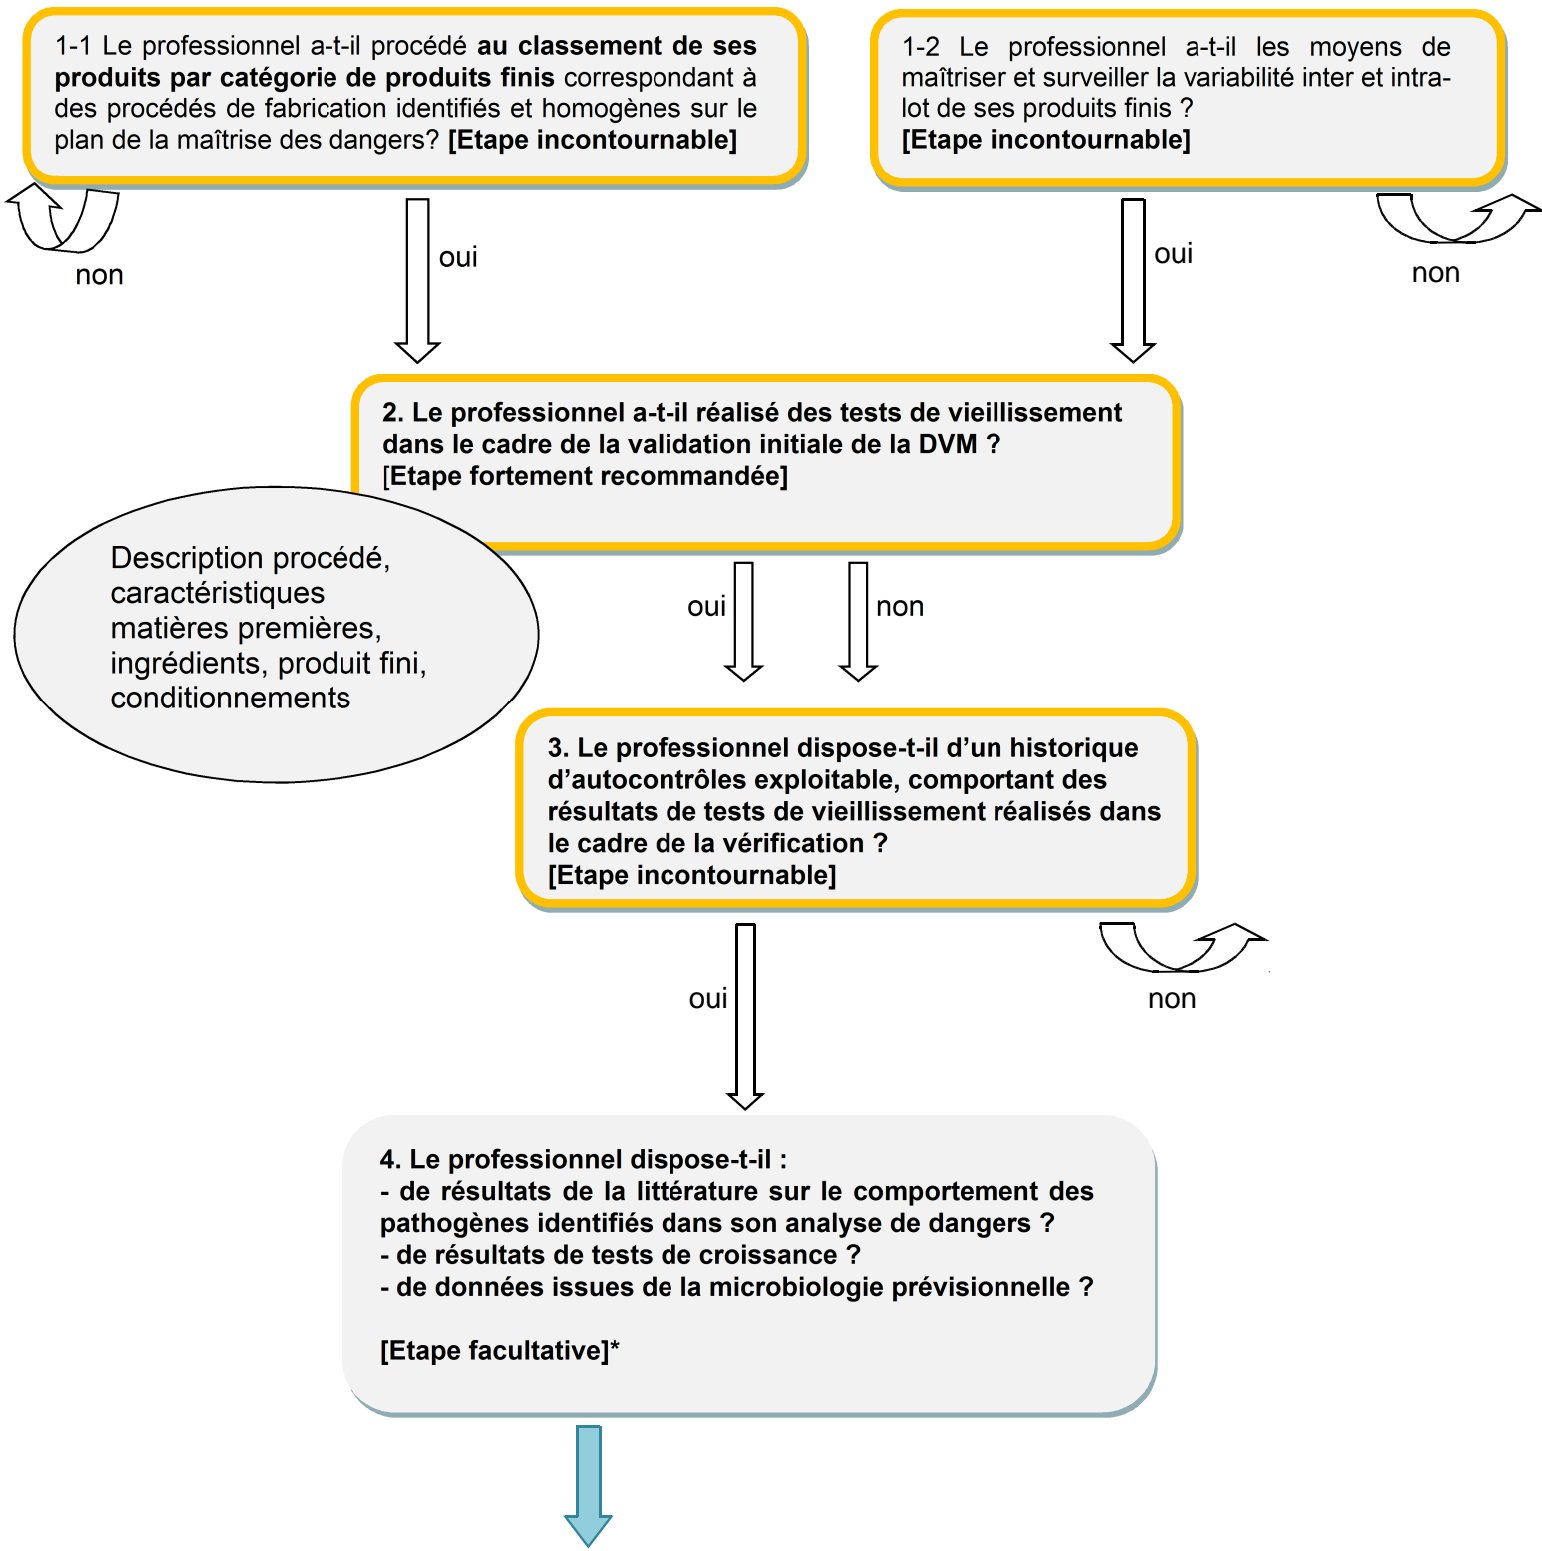 1-1 Le professionnel a-t-il procédé au classement de ses
produits par catégorie de produits finis correspondant à
des procédés de fabrication identifiés et homogènes sur le
plan de la maîtrise des dangers? [Etape incontournable]
1-2 Le professionnel a-t-il les moyens de
maîtriser et surveiller la variabilité inter et intra-
lot de ses produits finis ?
[Etape incontournable]
non
oui
oui
non
2. Le professionnel a-t-il réalisé des tests de vieillissement
dans le cadre de la validation initiale de la DVM ?
[Etape fortement recommandée]
Description procédé,
caractéristiques
matières premières,
ingrédients, produit fini,
conditionnements
oui
non
3. Le professionnel dispose-t-il d’un historique
d’autocontrôles exploitable, comportant des
résultats de tests de vieillissement réalisés dans
le cadre de la vérification ?
[Etape incontournable]
oui
non
4. Le professionnel dispose-t-il :
- de résultats de la littérature sur le comportement des
pathogènes identifiés dans son analyse de dangers ?
- de résultats de tests de croissance ?
- de données issues de la microbiologie prévisionnelle ?
[Etape facultative]*